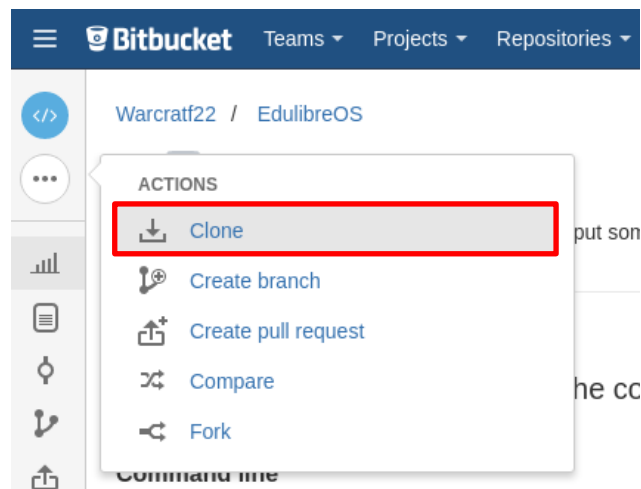 Bitbucket Teams Projects Repositories
</>
Warcratf22 / EdulibreOS
ACTIONS
Clone
put som
Create branch
Create pull request
Compare
he co
Fork
Command line